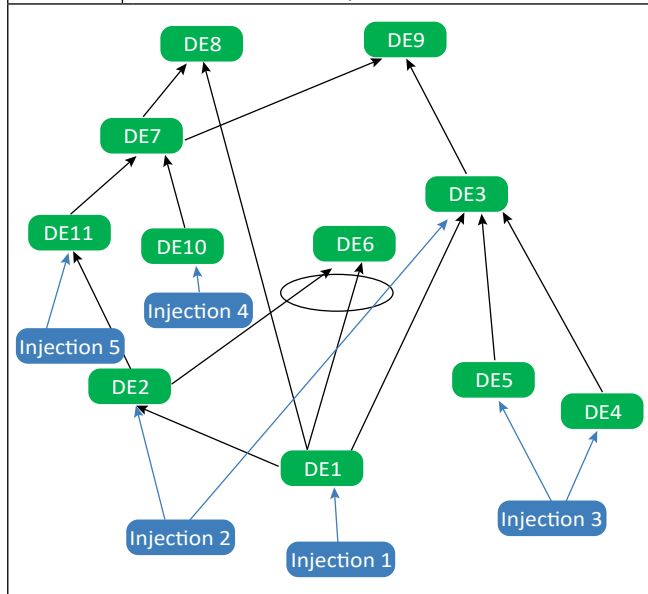 DE8
DE9
DE7
DE3
DE11
DE10
DE6
Injection 4
Injection 5
DE2
DE5
DE4
DE1
Injection 2
Injection 3
Injection 1